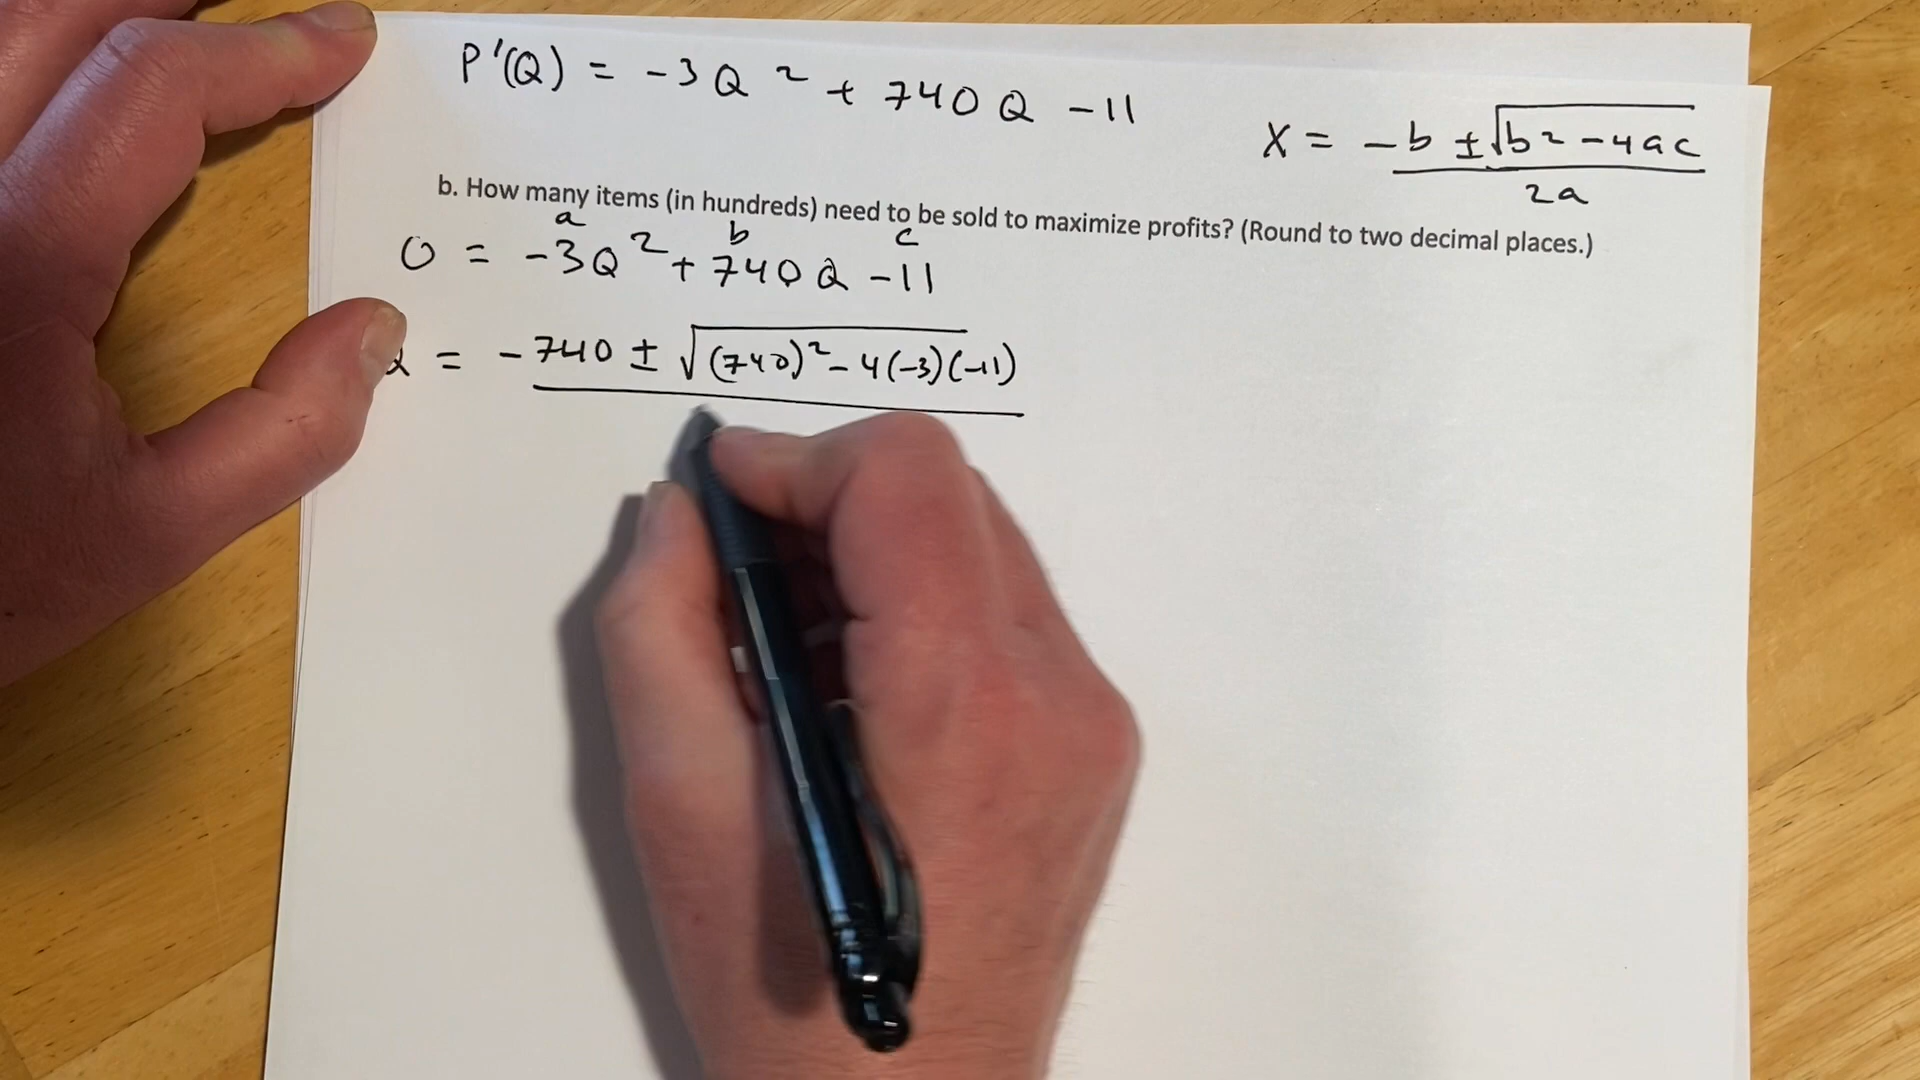 P'(Q) = -3Q² + 740Q - 11
X = -b ± √b² - 4ac / 2a
b. How many items (in hundreds) need to be sold to maximize profits? (Round to two decimal places.)
a b c
0 = -3Q² + 740Q - 11
= -740 ± √(740)² - 4(-3)(-11)